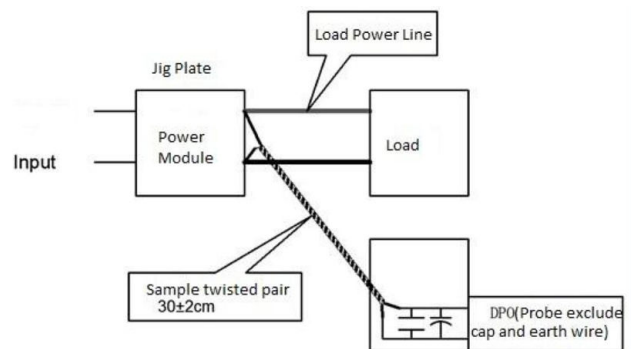 Load Power Line
Jig Plate
Power
Module
Load
Input
Sample twisted pair
30±2cm
DPO(Probe exclude
cap and earth wire)